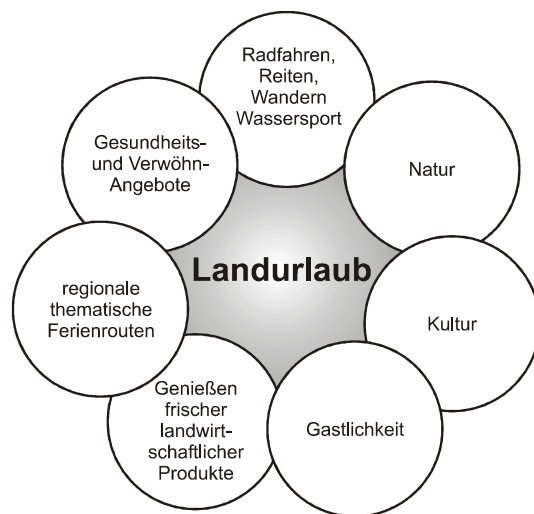 Radfahren,
Reiten,
Wandern
Wassersport
Gesundheits-
und Verwöhn-
Angebote
Natur
Landurlaub
regionale
thematische
Ferienrouten
Kultur
Genießen
frischer
landwirt-
schaftlicher
Produkte
Gastlichkeit